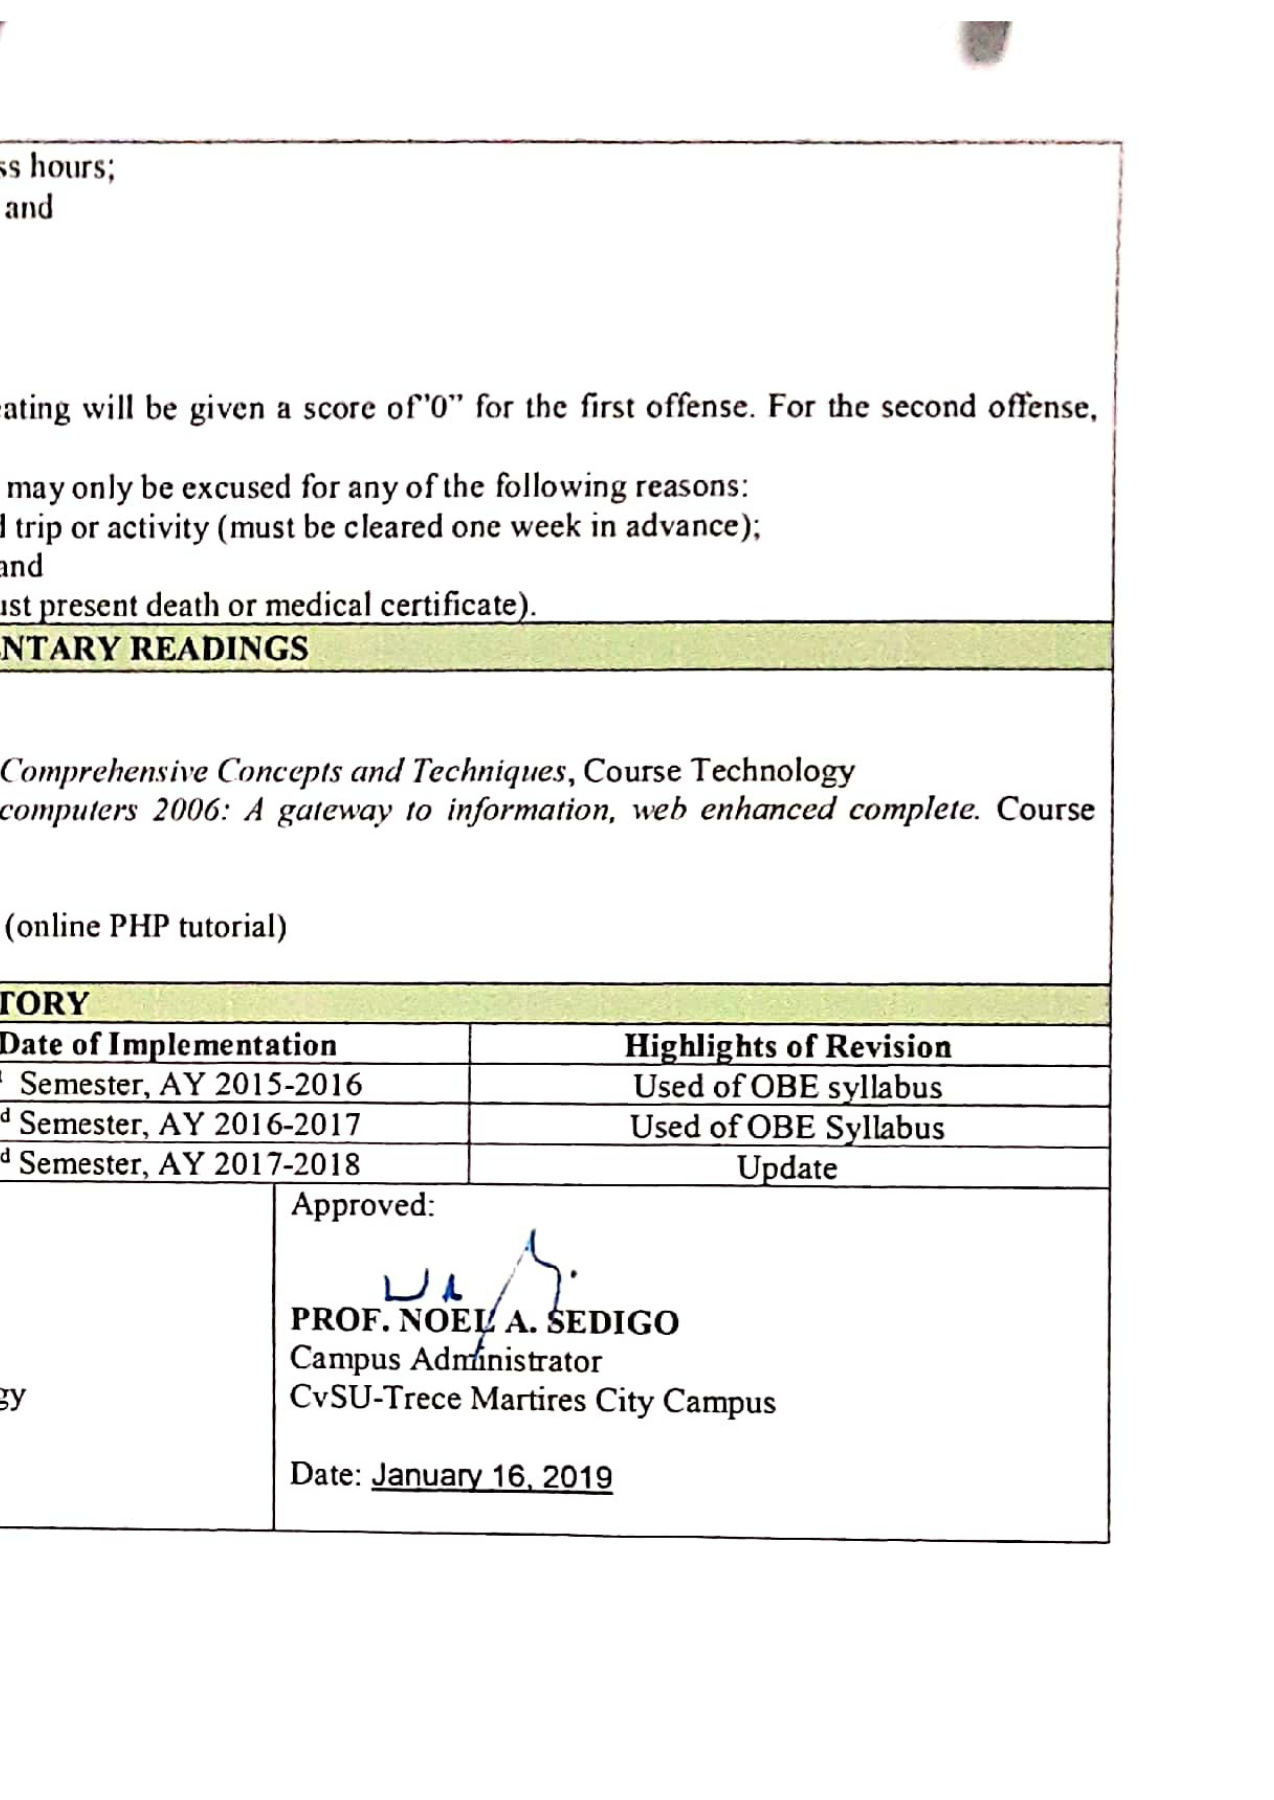 ss hours;
and
eating will be given a score of"0” for the first offense. For the second offense,
may only be excused for any of the following reasons:
trip or activity (must be cleared one week in advance);
and
ust present death or medical certificate).
NTARY READINGS
Comprehensive Concepts and Techniques, Course Technology
computers 2006: A gateway to information, web enhanced complete. Course
(online PHP tutorial)
TORY
Date of Implementation Highlights of Revision
Semester, AY 2015-2016 Used of OBE syllabus
d Semester, AY 2016-2017 Used of OBE Syllabus
d Semester, AY 2017-2018 Update
Approved:
PROF. NOEL A. SEDIGO
Campus Administrator
gy CvSU-Trece Martires City Campus
Date: January 16, 2019